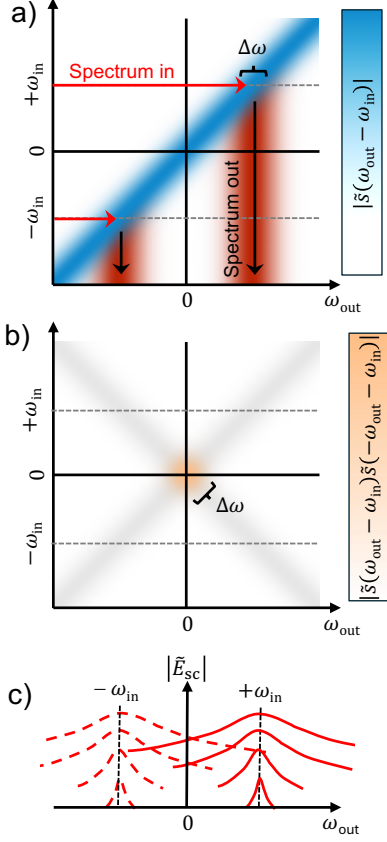 a)
Δω
+ω_in
Spectrum in
0
−ω_in
Spectrum out
0
ω_out
|s̃(ω_out − ω_in)|
b)
+ω_in
0
−ω_in
Δω
0
ω_out
|s̃(ω_out − ω_in)s̃(−ω_out − ω_in)|
c)
|Ẽ_sc|
− ω_in
+ω_in
0
ω_out